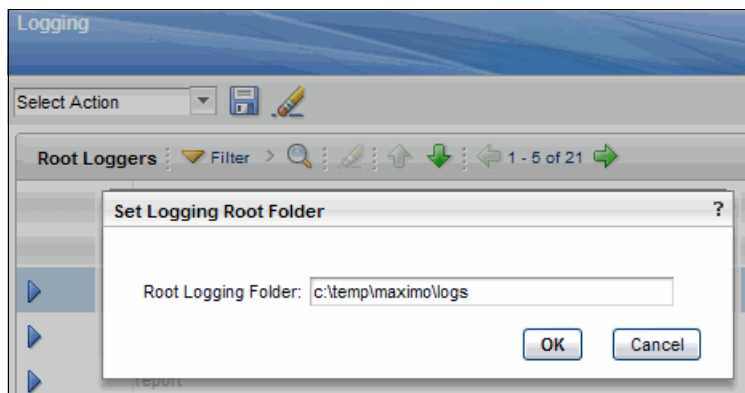 Logging
Select Action
Root Loggers Filter > 1 - 5 of 21
Set Logging Root Folder ?
Root Logging Folder: c:\temp\maximo\logs
OK Cancel
report